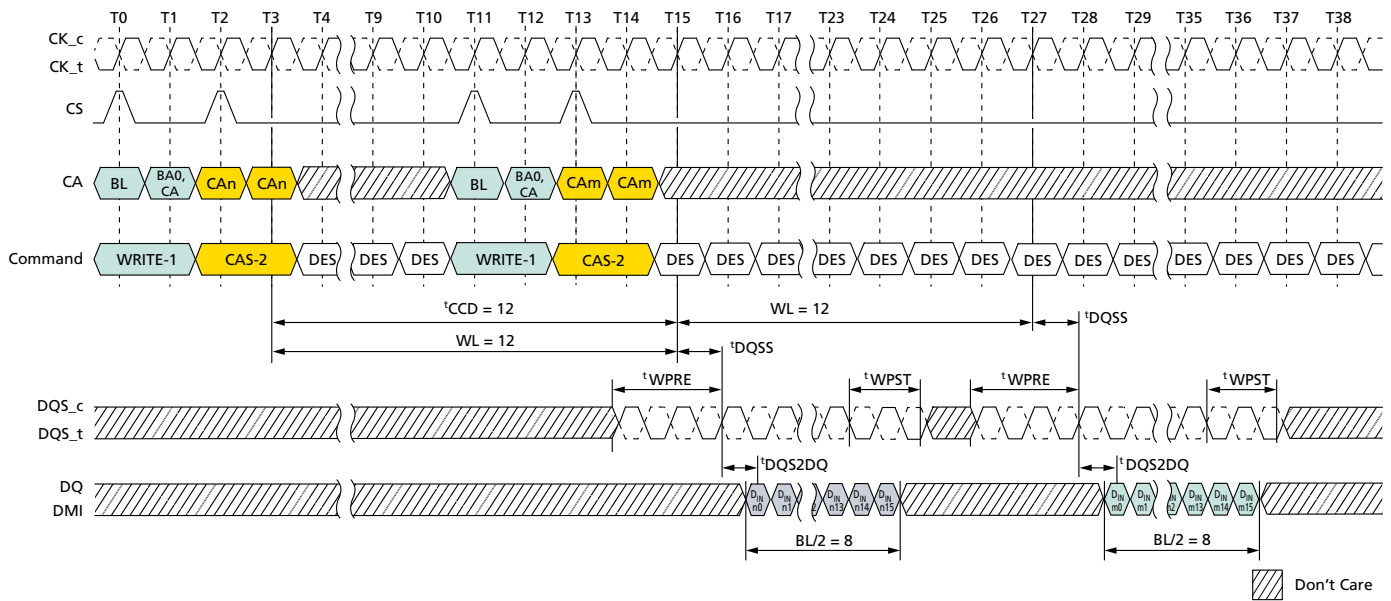 T0 T1 T2 T3 T4 T9 T10 T11 T12 T13 T14 T15 T16 T17 T23 T24 T25 T26 T27 T28 T29 T35 T36 T37 T38
CK_c
CK_t
CS
CA BL BA0, CA CAn CAn BL BA0, CA CAm CAm
Command WRITE-1 CAS-2 DES DES DES WRITE-1 CAS-2 DES DES DES DES DES DES DES DES DES DES DES DES DES DES
tCCD = 12 WL = 12 tDQSS
WL = 12 tDQSS
tWPRE tWPST tWPRE tWPST
DQS_c
DQS_t
tDQS2DQ tDQS2DQ
DQ DIN n0 DIN n1 DIN n13 DIN n14 DIN n15 DIN m0 DIN m1 DIN m13 DIN m14 DIN m15
DMI
BL/2 = 8 BL/2 = 8
Don't Care